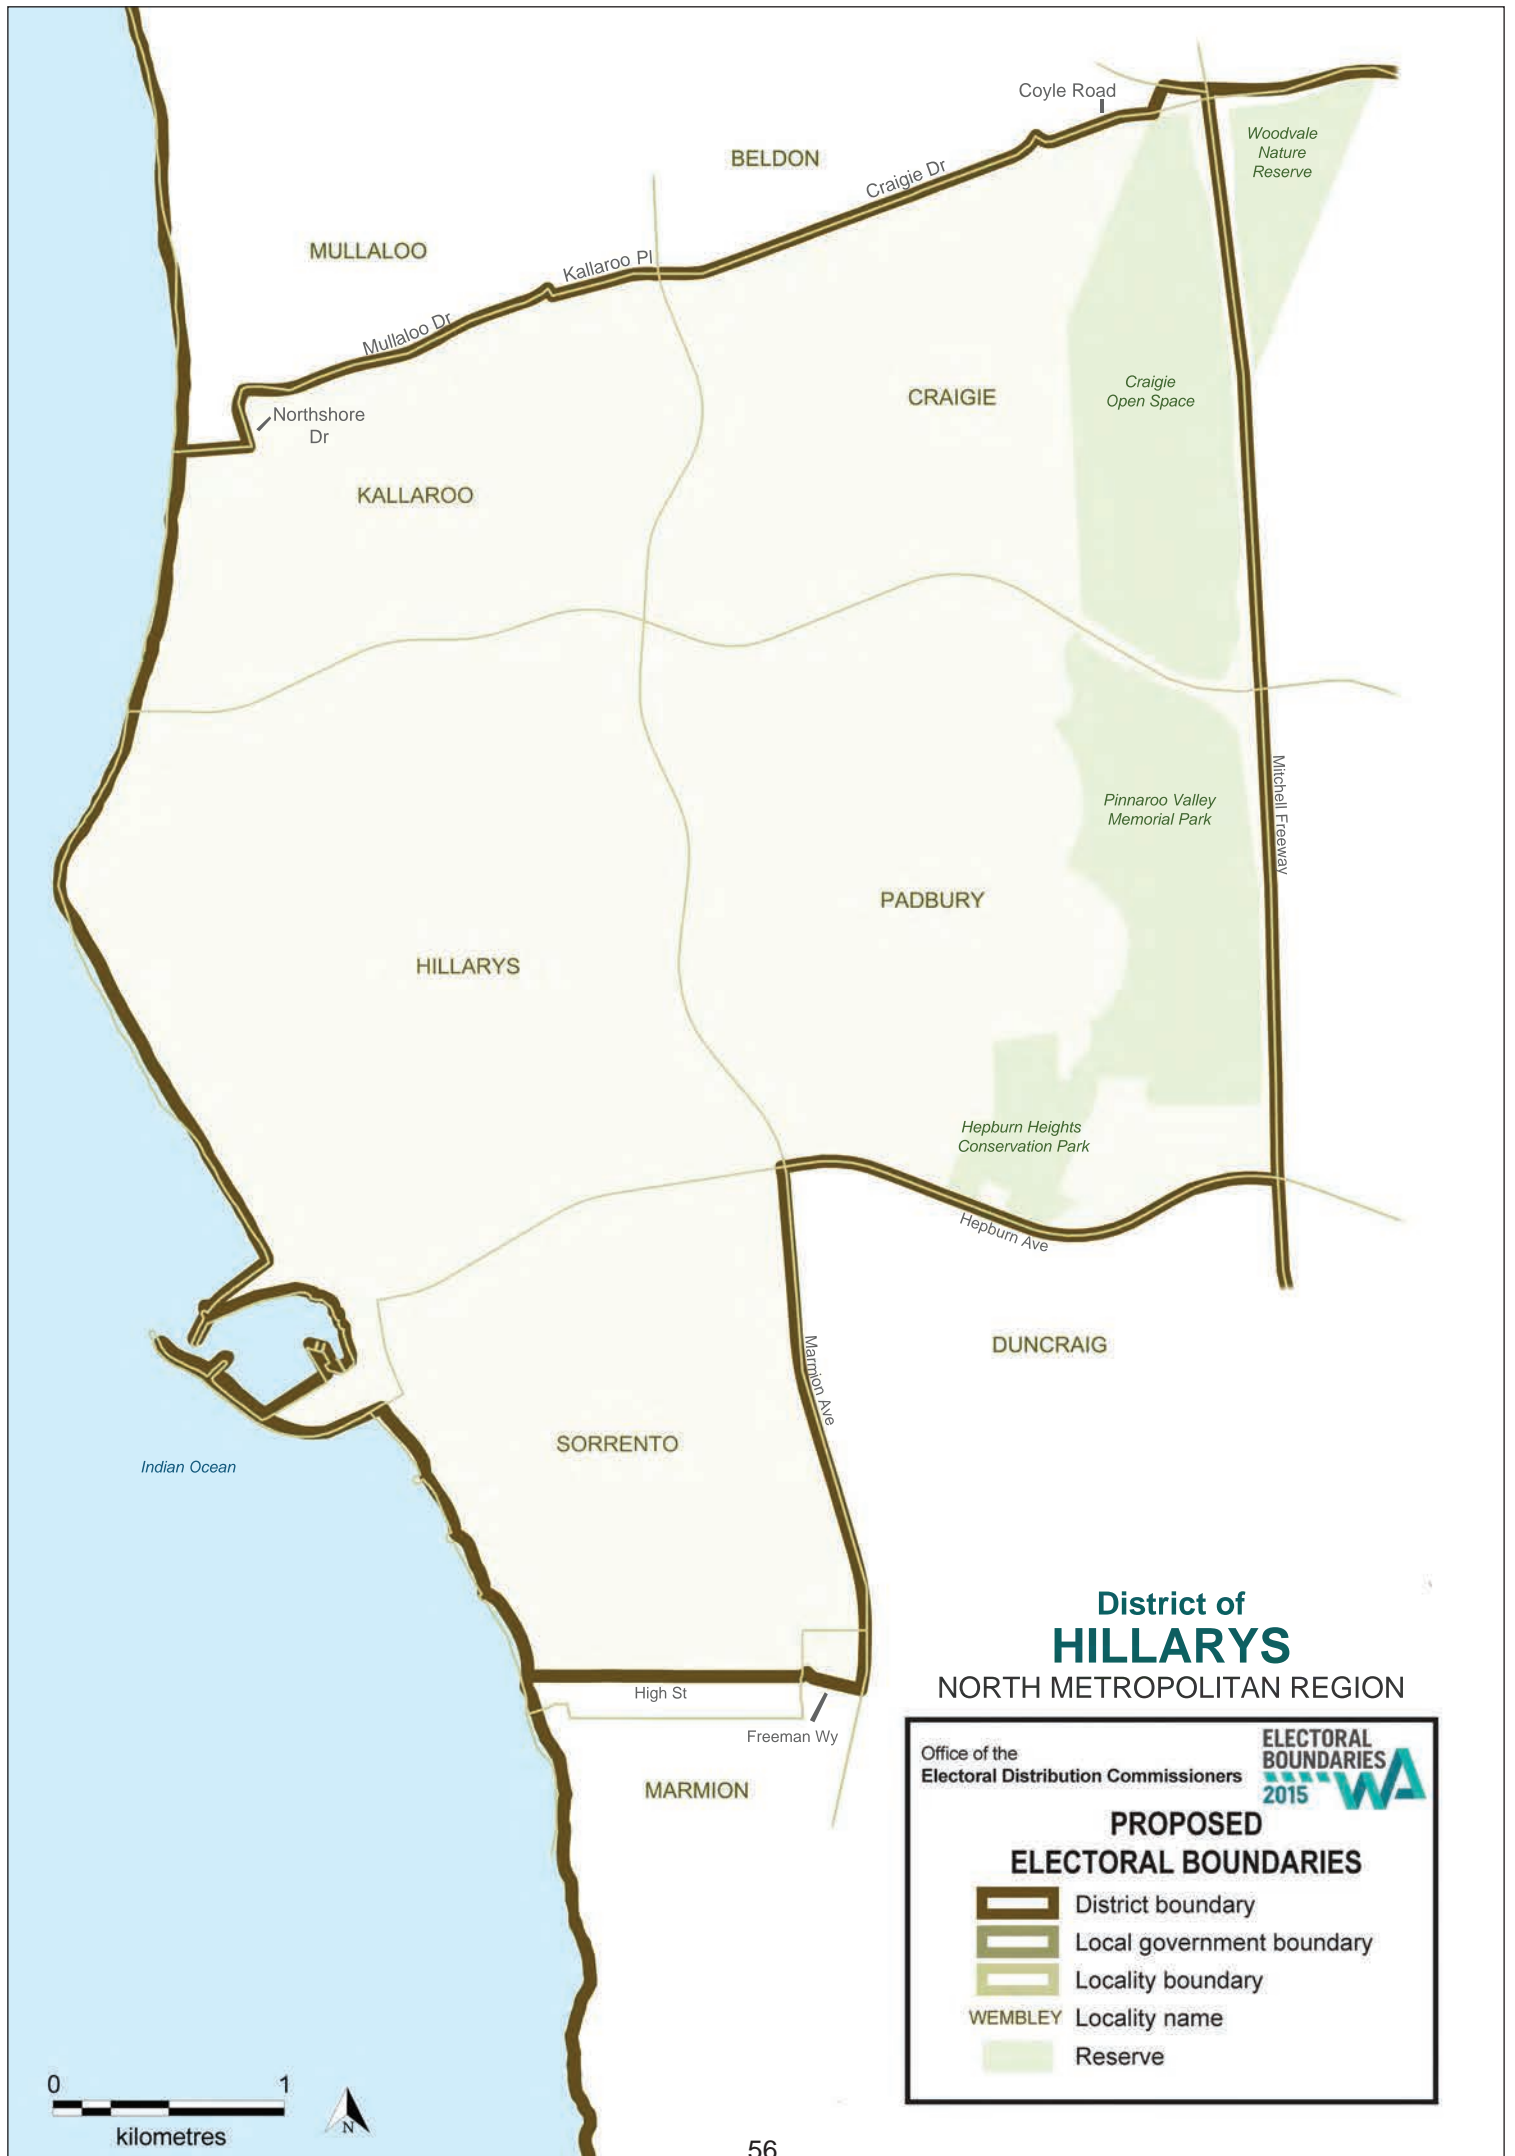 Coyle Road
Woodvale
Nature
Reserve
BELDON
Craigie Dr
MULLALOO
Kallaroo Pl
Mullaloo Dr
Craigie
Open Space
CRAIGIE
Northshore
Dr
KALLAROO
Mitchell Freeway
Pinnaroo Valley
Memorial Park
PADBURY
HILLARYS
Hepburn Heights
Conservation Park
Hepburn Ave
DUNCRAIG
Marmion Ave
SORRENTO
Indian Ocean
District of
HILLARYS
NORTH METROPOLITAN REGION
High St
Freeman Wy
MARMION
Office of the
Electoral Distribution Commissioners
ELECTORAL
BOUNDARIES
2015 WA
PROPOSED
ELECTORAL BOUNDARIES
District boundary
Local government boundary
Locality boundary
WEMBLEY Locality name
Reserve
0 1
kilometres
N
56